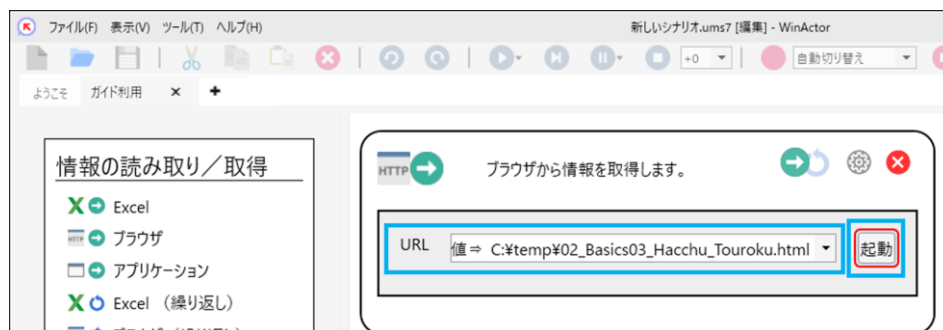 ファイル(F) 表示(V) ツール(T) ヘルプ(H) 新しいシナリオ.ums7 [編集] - WinActor
+0 自動切り替え
ようこそ ガイド利用
情報の読み取り／取得
Excel
HTTP ブラウザ
アプリケーション
Excel （繰り返し）
HTTP ブラウザから情報を取得します。
URL 値⇒ C:¥temp¥02_Basics03_Hacchu_Touroku.html 起動